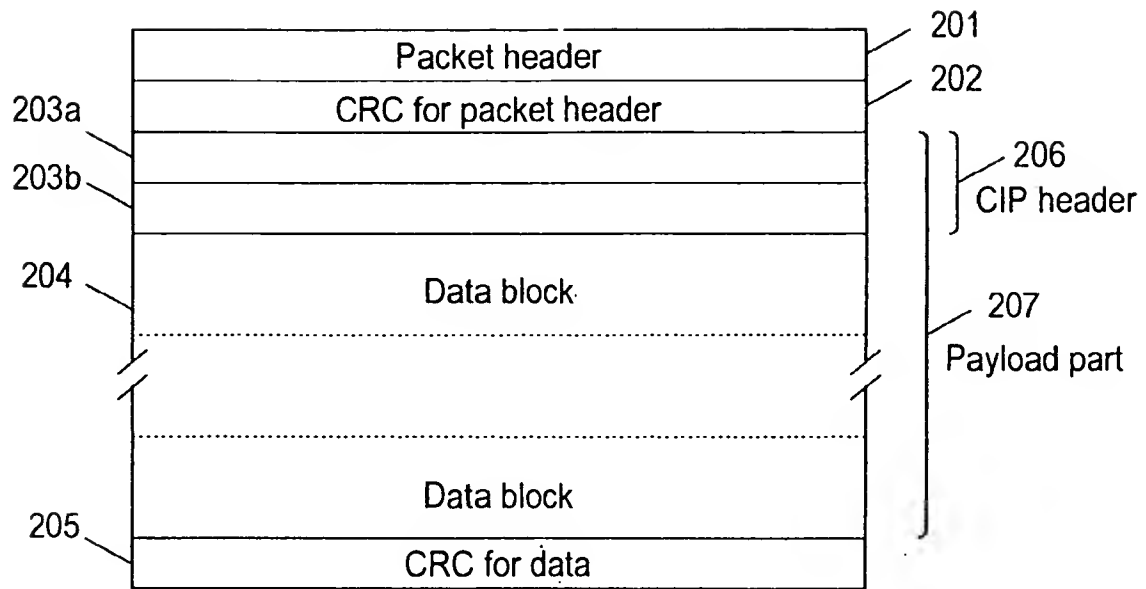 201
Packet header
202
CRC for packet header
203a
203b
206
CIP header
204
Data block
207
Payload part
Data block
205
CRC for data